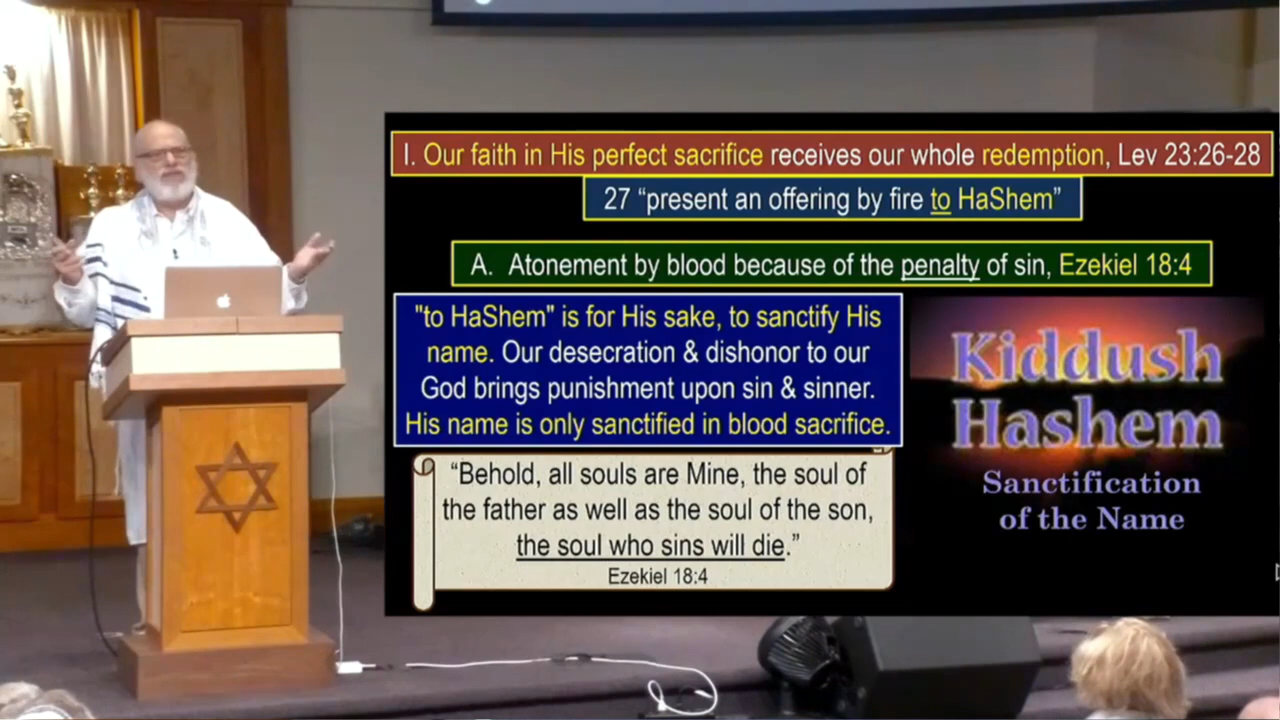 I. Our faith in His perfect sacrifice receives our whole redemption, Lev 23:26-28
27 “present an offering by fire to HaShem”
A. Atonement by blood because of the penalty of sin, Ezekiel 18:4
"to HaShem" is for His sake, to sanctify His
name. Our desecration & dishonor to our
God brings punishment upon sin & sinner.
His name is only sanctified in blood sacrifice.
“Behold, all souls are Mine, the soul of
the father as well as the soul of the son,
the soul who sins will die.”
Ezekiel 18:4
Kiddush
Hashem
Sanctification
of the Name